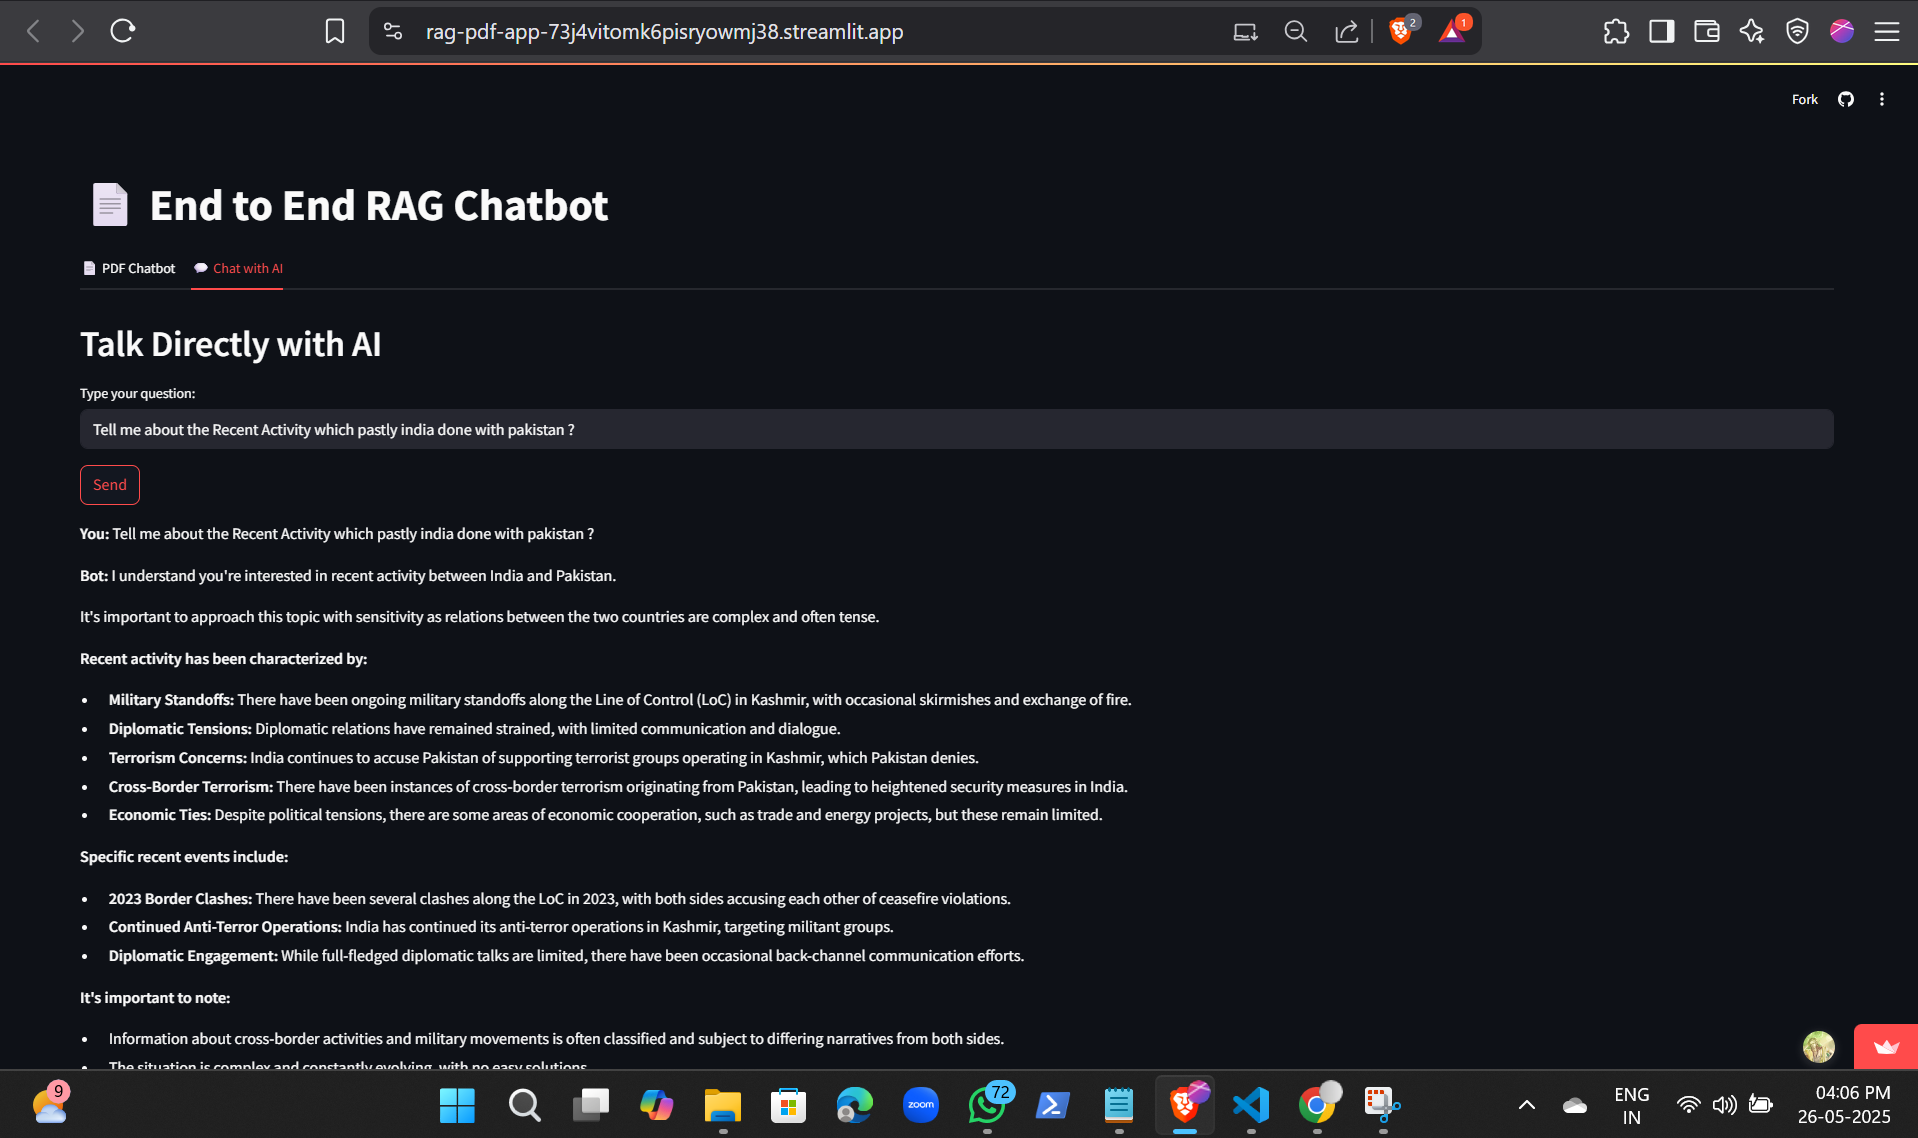 rag-pdf-app-73j4vitomk6pisryowmj38.streamlit.app
2
1
Fork
End to End RAG Chatbot
PDF Chatbot
Chat with AI
Talk Directly with AI
Type your question:
Tell me about the Recent Activity which pastly india done with pakistan ?
Send
You: Tell me about the Recent Activity which pastly india done with pakistan ?
Bot: I understand you're interested in recent activity between India and Pakistan.
It's important to approach this topic with sensitivity as relations between the two countries are complex and often tense.
Recent activity has been characterized by:
• Military Standoffs: There have been ongoing military standoffs along the Line of Control (LoC) in Kashmir, with occasional skirmishes and exchange of fire.
• Diplomatic Tensions: Diplomatic relations have remained strained, with limited communication and dialogue.
• Terrorism Concerns: India continues to accuse Pakistan of supporting terrorist groups operating in Kashmir, which Pakistan denies.
• Cross-Border Terrorism: There have been instances of cross-border terrorism originating from Pakistan, leading to heightened security measures in India.
• Economic Ties: Despite political tensions, there are some areas of economic cooperation, such as trade and energy projects, but these remain limited.
Specific recent events include:
• 2023 Border Clashes: There have been several clashes along the LoC in 2023, with both sides accusing each other of ceasefire violations.
• Continued Anti-Terror Operations: India has continued its anti-terror operations in Kashmir, targeting militant groups.
• Diplomatic Engagement: While full-fledged diplomatic talks are limited, there have been occasional back-channel communication efforts.
It's important to note:
• Information about cross-border activities and military movements is often classified and subject to differing narratives from both sides.
• The situation is complex and constantly evolving, with no easy solutions.
9
zoom
72
ENG
IN
04:06 PM
26-05-2025